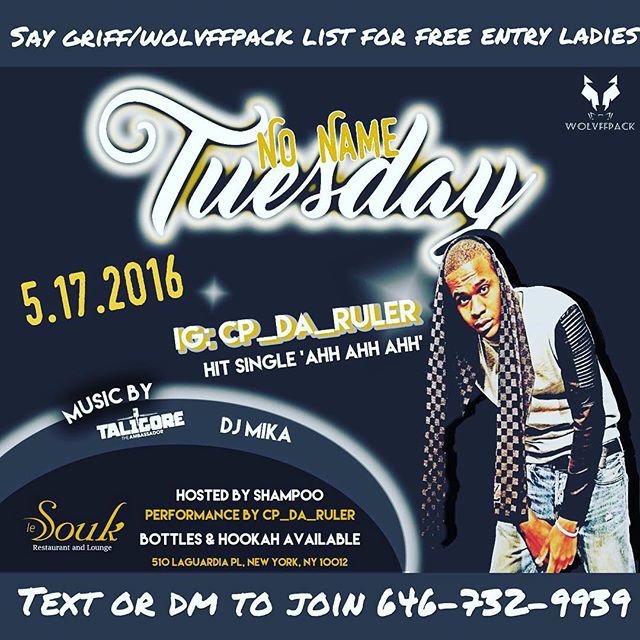 Say griff/wolvffpack list for free entry ladies
WOLVFFPACK
NO NAME
Tuesday
5.17.2016
IG: CP_DA_RULER
HIT SINGLE 'AHH AHH AHH'
MUSIC BY
TALIGORE
THE AMBASSADOR
DJ MIKA
le Souk
Restaurant and Lounge
HOSTED BY SHAMPOO
PERFORMANCE BY CP_DA_RULER
BOTTLES & HOOKAH AVAILABLE
510 LAGUARDIA PL, NEW YORK, NY 10012
Text or dm to join 646-732-9939